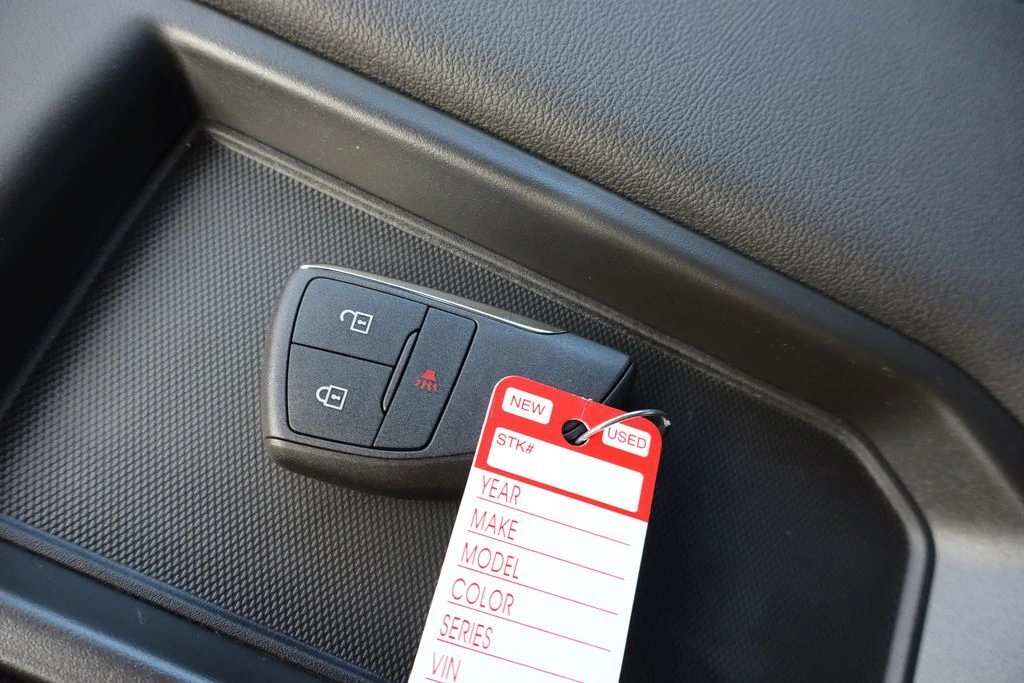 NEW USED
STK#
YEAR
MAKE
MODEL
COLOR
SERIES
VIN